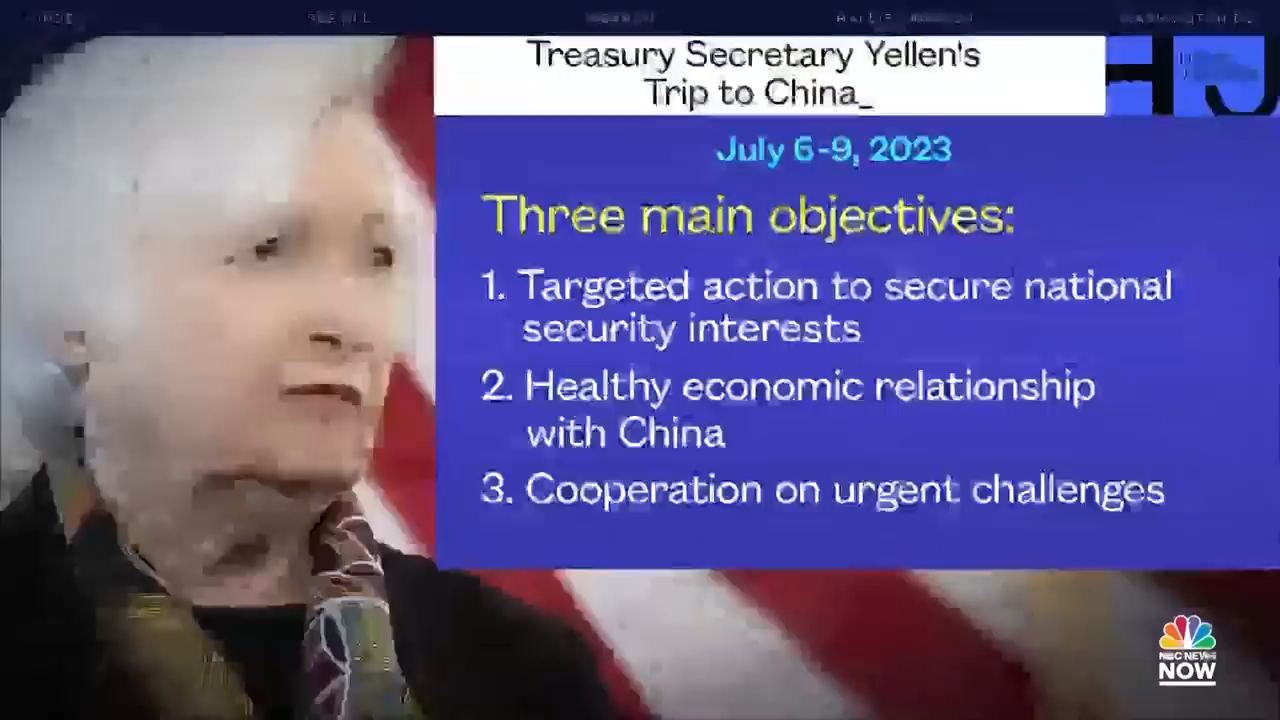 Treasury Secretary Yellen's
Trip to China_
July 6-9, 2023
Three main objectives:
1. Targeted action to secure national
security interests
2. Healthy economic relationship
with China
3. Cooperation on urgent challenges
NBC NEWS
NOW